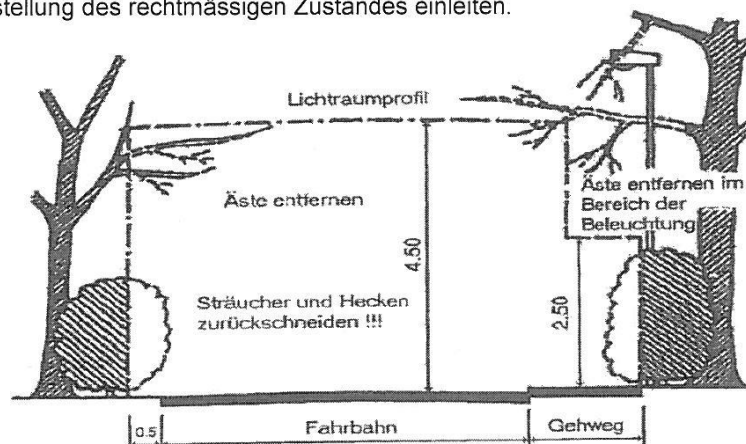 stellung des rechtmässigen Zustandes einleiten.
Lichtraumprofil
Äste entfernen
Äste entfernen im
Bereich der
Beleuchtung
4.50
2.50
Sträucher und Hecken
zurückschneiden !!!
0.5
Fahrbahn
Gehweg